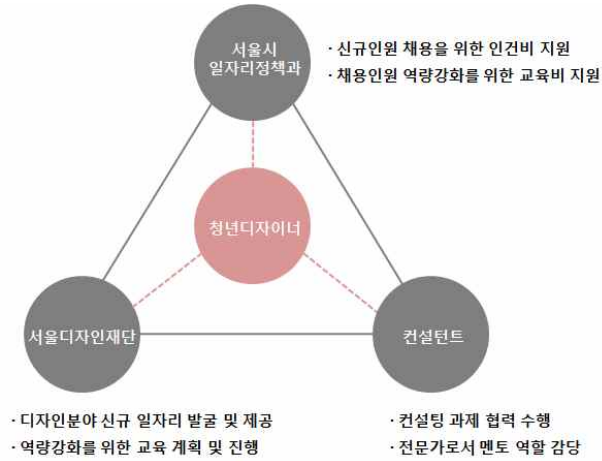 서울시
일자리정책과
· 신규인원 채용을 위한 인건비 지원
· 채용인원 역량강화를 위한 교육비 지원
청년디자이너
서울디자인재단
컨설턴트
· 디자인분야 신규 일자리 발굴 및 제공
· 역량강화를 위한 교육 계획 및 진행
· 컨설팅 과제 협력 수행
· 전문가로서 멘토 역할 감당